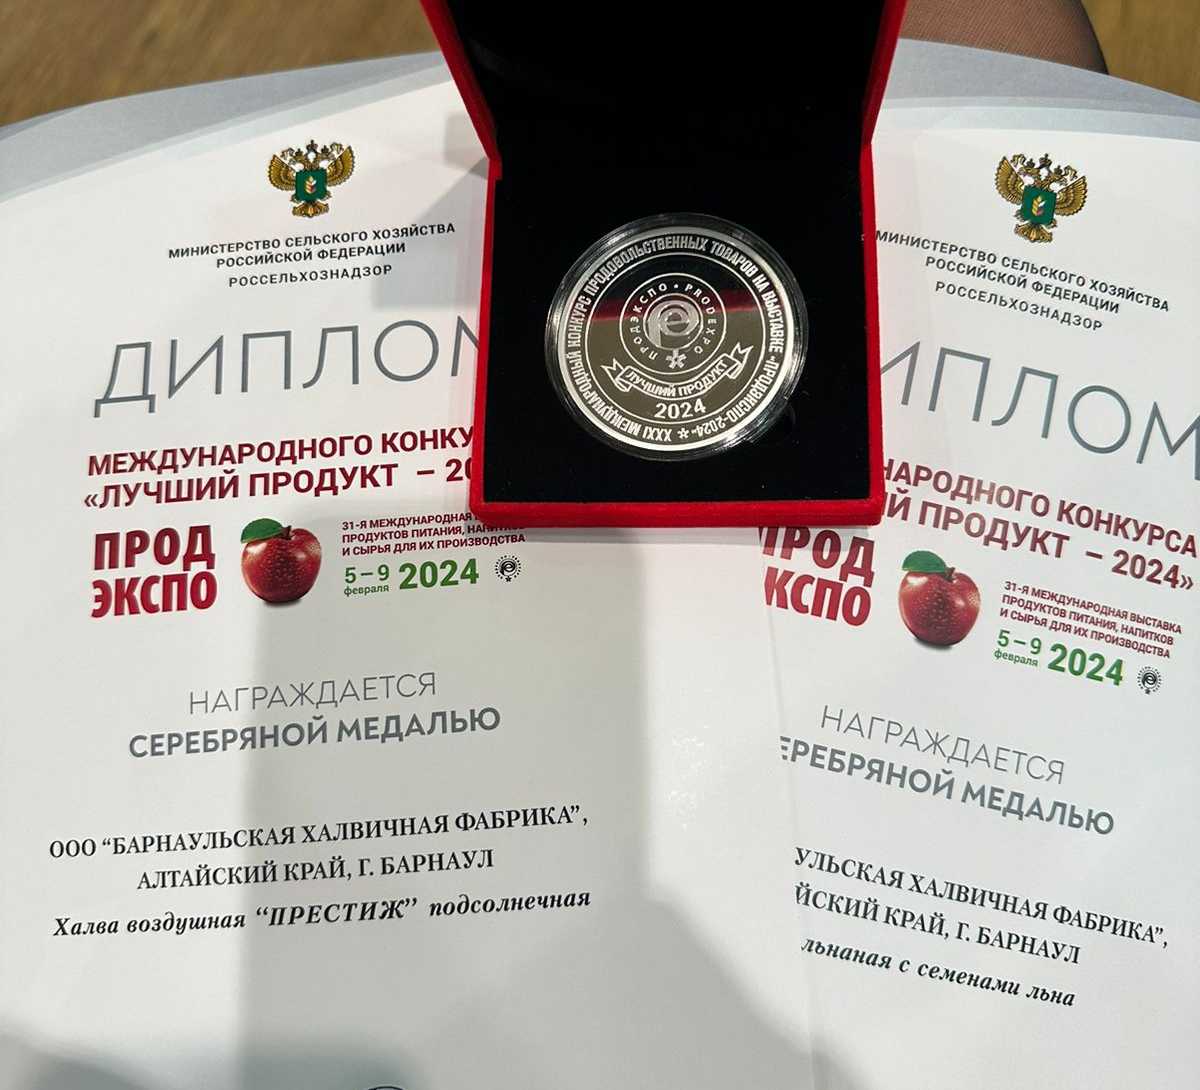 МИНИСТЕРСТВО СЕЛЬСКОГО ХОЗЯЙСТВА
РОССИЙСКОЙ ФЕДЕРАЦИИ
РОССЕЛЬХОЗНАДЗОР
ДИПЛОМ
МЕЖДУНАРОДНОГО КОНКУ
«ЛУЧШИЙ ПРОДУКТ – 20
ПРОД
ЭКСПО
31-Я МЕЖДУНАРОДНАЯ
ПРОДУКТОВ ПИТАНИЯ, НАПИТКОВ
И СЫРЬЯ ДЛЯ ИХ ПРОИЗВОДСТВА
5–9
февраля
2024
НАГРАЖДАЕТСЯ
СЕРЕБРЯНОЙ МЕДАЛЬЮ
ООО “БАРНАУЛЬСКАЯ ХАЛВИЧНАЯ ФАБРИКА”,
АЛТАЙСКИЙ КРАЙ, Г. БАРНАУЛ
Халва воздушная “ПРЕСТИЖ” подсолнечная
XXXI МЕЖДУНАРОДНЫЙ КОНКУРС ПРОДОВОЛЬСТВЕННЫХ ТОВАРОВ НА ВЫСТАВКЕ «ПРОДЭКСПО-2024»
ПРОДЭКСПО • PRODEXPO
ЛУЧШИЙ ПРОДУКТ
2024
МИНИСТЕРСТВО СЕЛЬСКОГО ХОЗЯЙСТВА
РОССИЙСКОЙ ФЕДЕРАЦИИ
РОССЕЛЬХОЗНАДЗОР
ИПЛОМ
НАРОДНОГО КОНКУРСА
ИЙ ПРОДУКТ – 2024»
ПРОД
КСПО
31-Я МЕЖДУНАРОДНАЯ ВЫСТАВКА
ПРОДУКТОВ ПИТАНИЯ, НАПИТКОВ
И СЫРЬЯ ДЛЯ ИХ ПРОИЗВОДСТВА
5–9
февраля
2024
НАГРАЖДАЕТСЯ
ЕРЕБРЯНОЙ МЕДАЛЬЮ
УЛЬСКАЯ ХАЛВИЧНАЯ ФАБРИКА”,
ЙСКИЙ КРАЙ, Г. БАРНАУЛ
льнаная с семенами льна